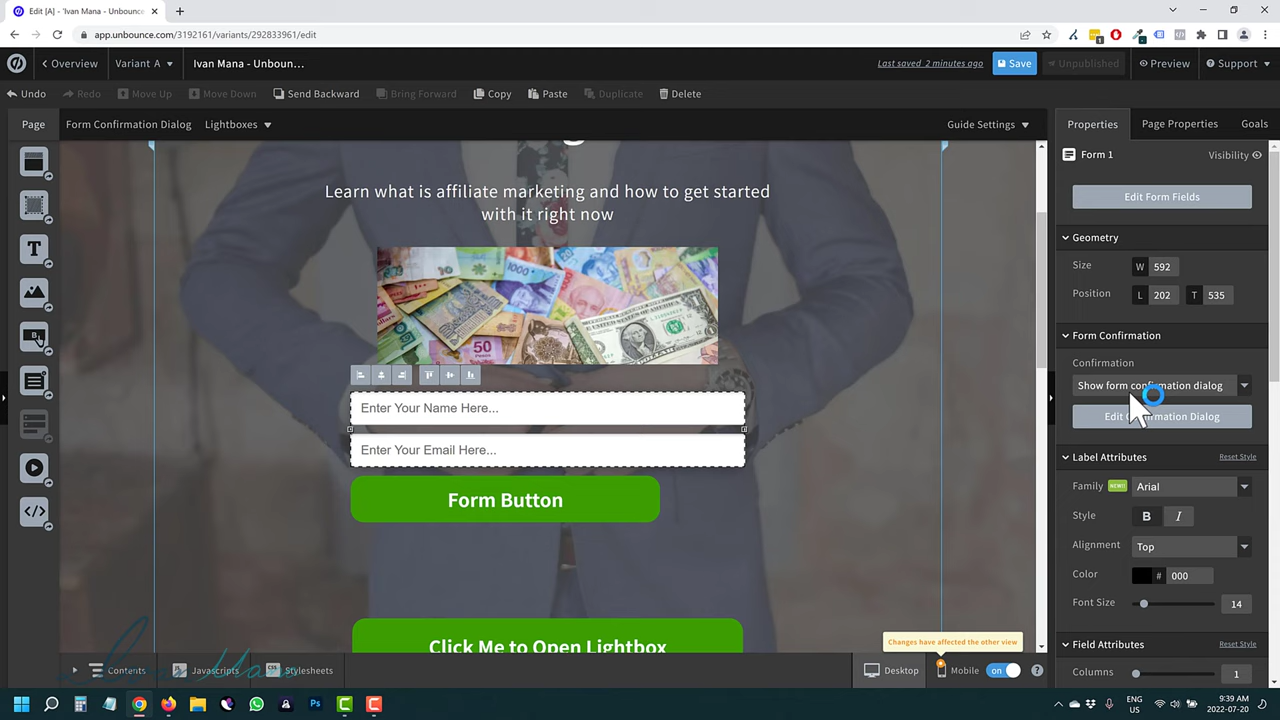 Edit [A] - 'Ivan Mana - Unbounc
app.unbounce.com/3192161/variants/292833961/edit
Overview
Variant A
Ivan Mana - Unboun...
Last saved 2 minutes ago
Save
Unpublished
Preview
Support
Undo
Redo
Move Up
Move Down
Send Backward
Bring Forward
Copy
Paste
Duplicate
Delete
Page
Form Confirmation Dialog
Lightboxes
Guide Settings
Properties
Page Properties
Goals
Form 1
Visibility
Edit Form Fields
Geometry
Size
W 592
Position
L 202
T 535
Form Confirmation
Confirmation
Show form confirmation dialog
Edit Confirmation Dialog
Label Attributes
Reset Style
Family
NEW!
Arial
Style
B
I
Alignment
Top
Color
# 000
Font Size
14
Field Attributes
Reset Style
Columns
1
Learn what is affiliate marketing and how to get started
with it right now
Enter Your Name Here...
Enter Your Email Here...
Form Button
Click Me to Open Lightbox
Changes have affected the other view
Contents
Javascripts
Stylesheets
Desktop
Mobile
on
ENG
US
9:39 AM
2022-07-20